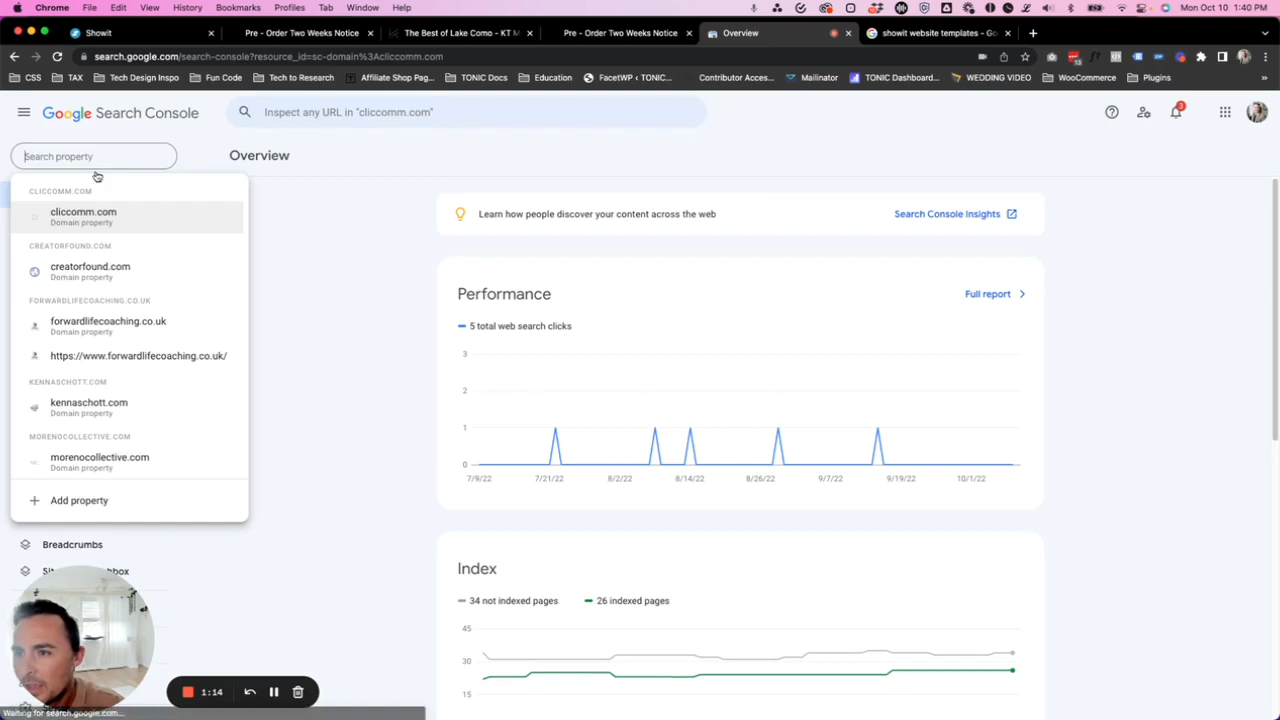 Chrome File Edit View History Bookmarks Profiles Tab Window Help Mon Oct 10 1:40 PM
Showit Pre - Order Two Weeks Notice The Best of Lake Como - KT M Pre - Order Two Weeks Notice Overview showit website templates - Go
search.google.com/search-console?resource_id=sc-domain%3Acliccomm.com
CSS TAX Tech Design Inspo Fun Code Tech to Research Affiliate Shop Pag... TONIC Docs Education FacetWP < TONIC... Contributor Acces... Mailinator TONIC Dashboard... WEDDING VIDEO WooCommerce Plugins »
Google Search Console
Inspect any URL in "cliccomm.com"
Search property
Overview
CLICCOMM.COM
cliccomm.com
Domain property
CREATORFOUND.COM
creatorfound.com
Domain property
FORWARDLIFECOACHING.CO.UK
forwardlifecoaching.co.uk
Domain property
https://www.forwardlifecoaching.co.uk/
KENNASCHOTT.COM
kennaschott.com
Domain property
MORENOCOLLECTIVE.COM
morenocollective.com
Domain property
+ Add property
Breadcrumbs
Learn how people discover your content across the web
Search Console Insights
Performance
Full report
5 total web search clicks
3
2
1
0
7/9/22 7/21/22 8/2/22 8/14/22 8/26/22 9/7/22 9/19/22 10/1/22
Index
34 not indexed pages 26 indexed pages
45
30
15
1:14
Waiting for search.google.com...